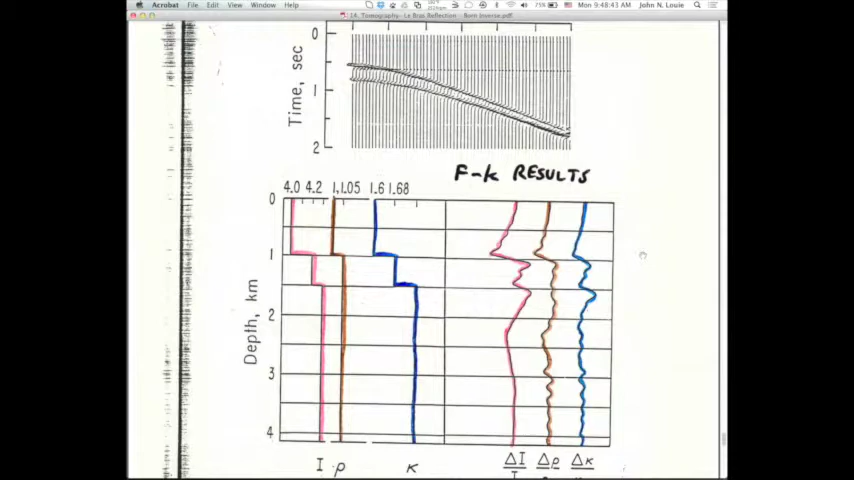 Acrobat File Edit View Window Help
75% Mon 9:48:43 AM John N. Louie
14. Tomography- Le Bras Reflection - Born Inverse.pdf
0
1
2
Time, sec
F-k RESULTS
4.0 4.2 1, 1.05 1.6 1.68
0
1
2
3
4
Depth, km
I ρ κ
ΔI Δρ Δκ